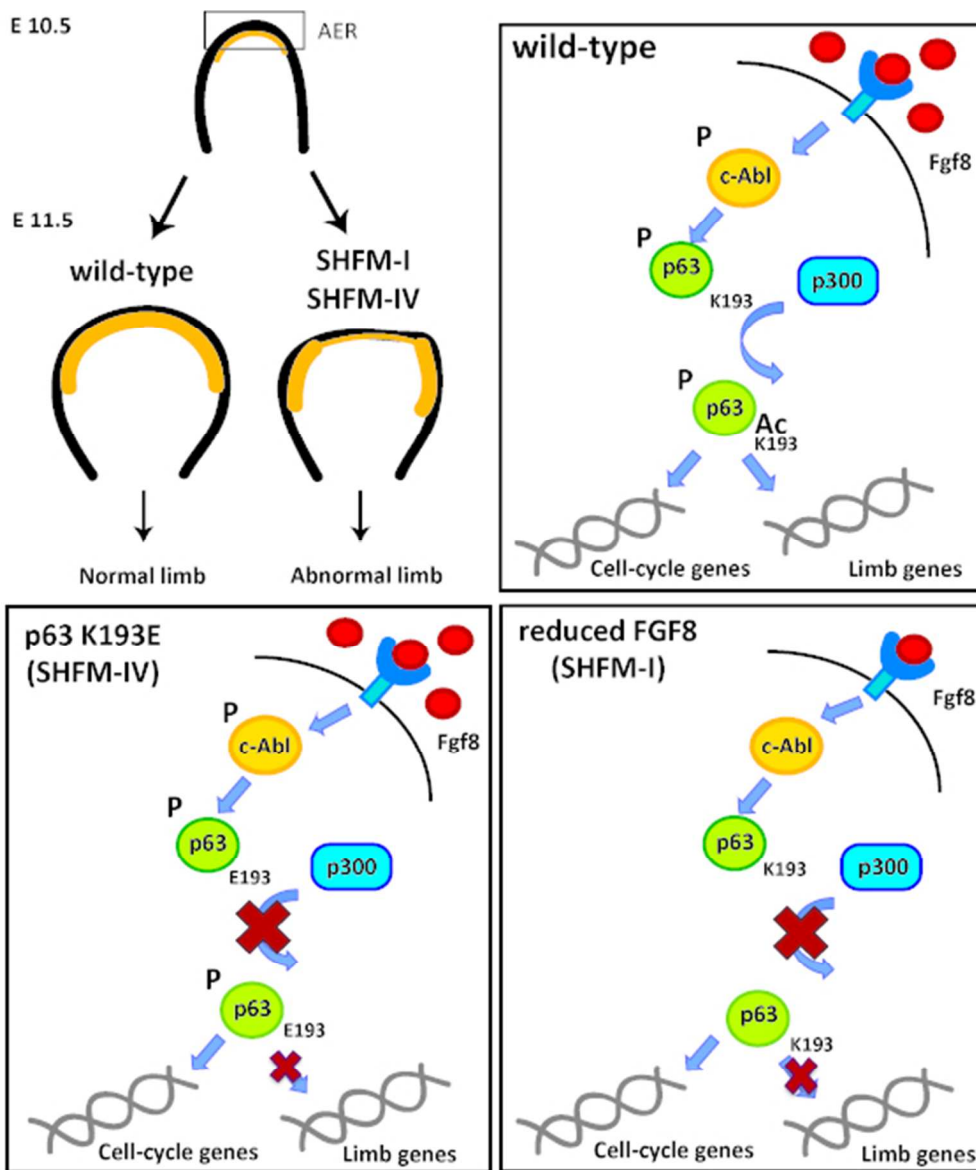 E 10.5
AER
E 11.5
wild-type
SHFM-I
SHFM-IV
Normal limb
Abnormal limb
wild-type
Fgf8
P
c-Abl
P
p63
K193
p300
P
p63
Ac
K193
Cell-cycle genes
Limb genes
p63 K193E
(SHFM-IV)
Fgf8
P
c-Abl
P
p63
E193
p300
P
p63
E193
Cell-cycle genes
Limb genes
reduced FGF8
(SHFM-I)
Fgf8
c-Abl
p63
K193
p300
p63
K193
Cell-cycle genes
Limb genes